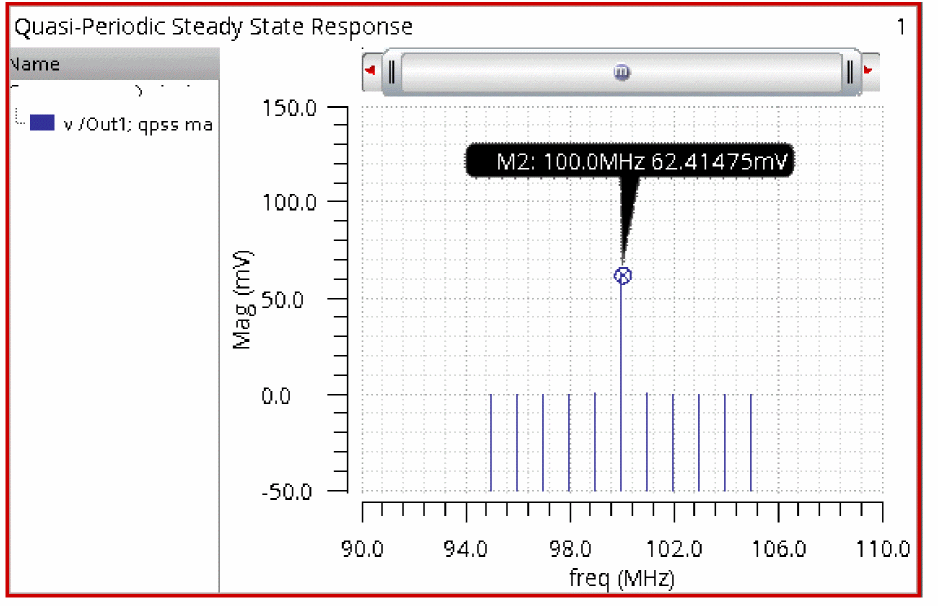 Quasi-Periodic Steady State Response 1
Name
v /Out1; qpss ma
m
150.0
M2: 100.0MHz 62.41475mV
100.0
50.0
0.0
-50.0
Mag (mV)
90.0 94.0 98.0 102.0 106.0 110.0
freq (MHz)